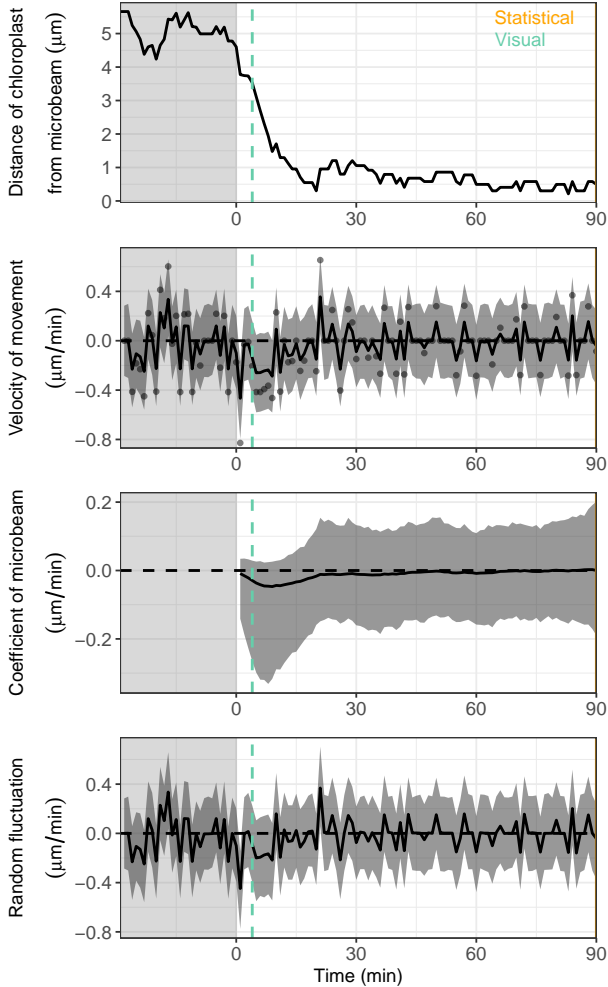 Statistical
Visual
Distance of chloroplast
from microbeam (μm)
5
4
3
2
1
0
0 30 60 90
Velocity of movement
(μm/min)
0.4
0.0
−0.4
−0.8
0 30 60 90
Coefficient of microbeam
(μm/min)
0.2
0.0
−0.2
0 30 60 90
Random fluctuation
(μm/min)
0.4
0.0
−0.4
−0.8
0 30 60 90
Time (min)